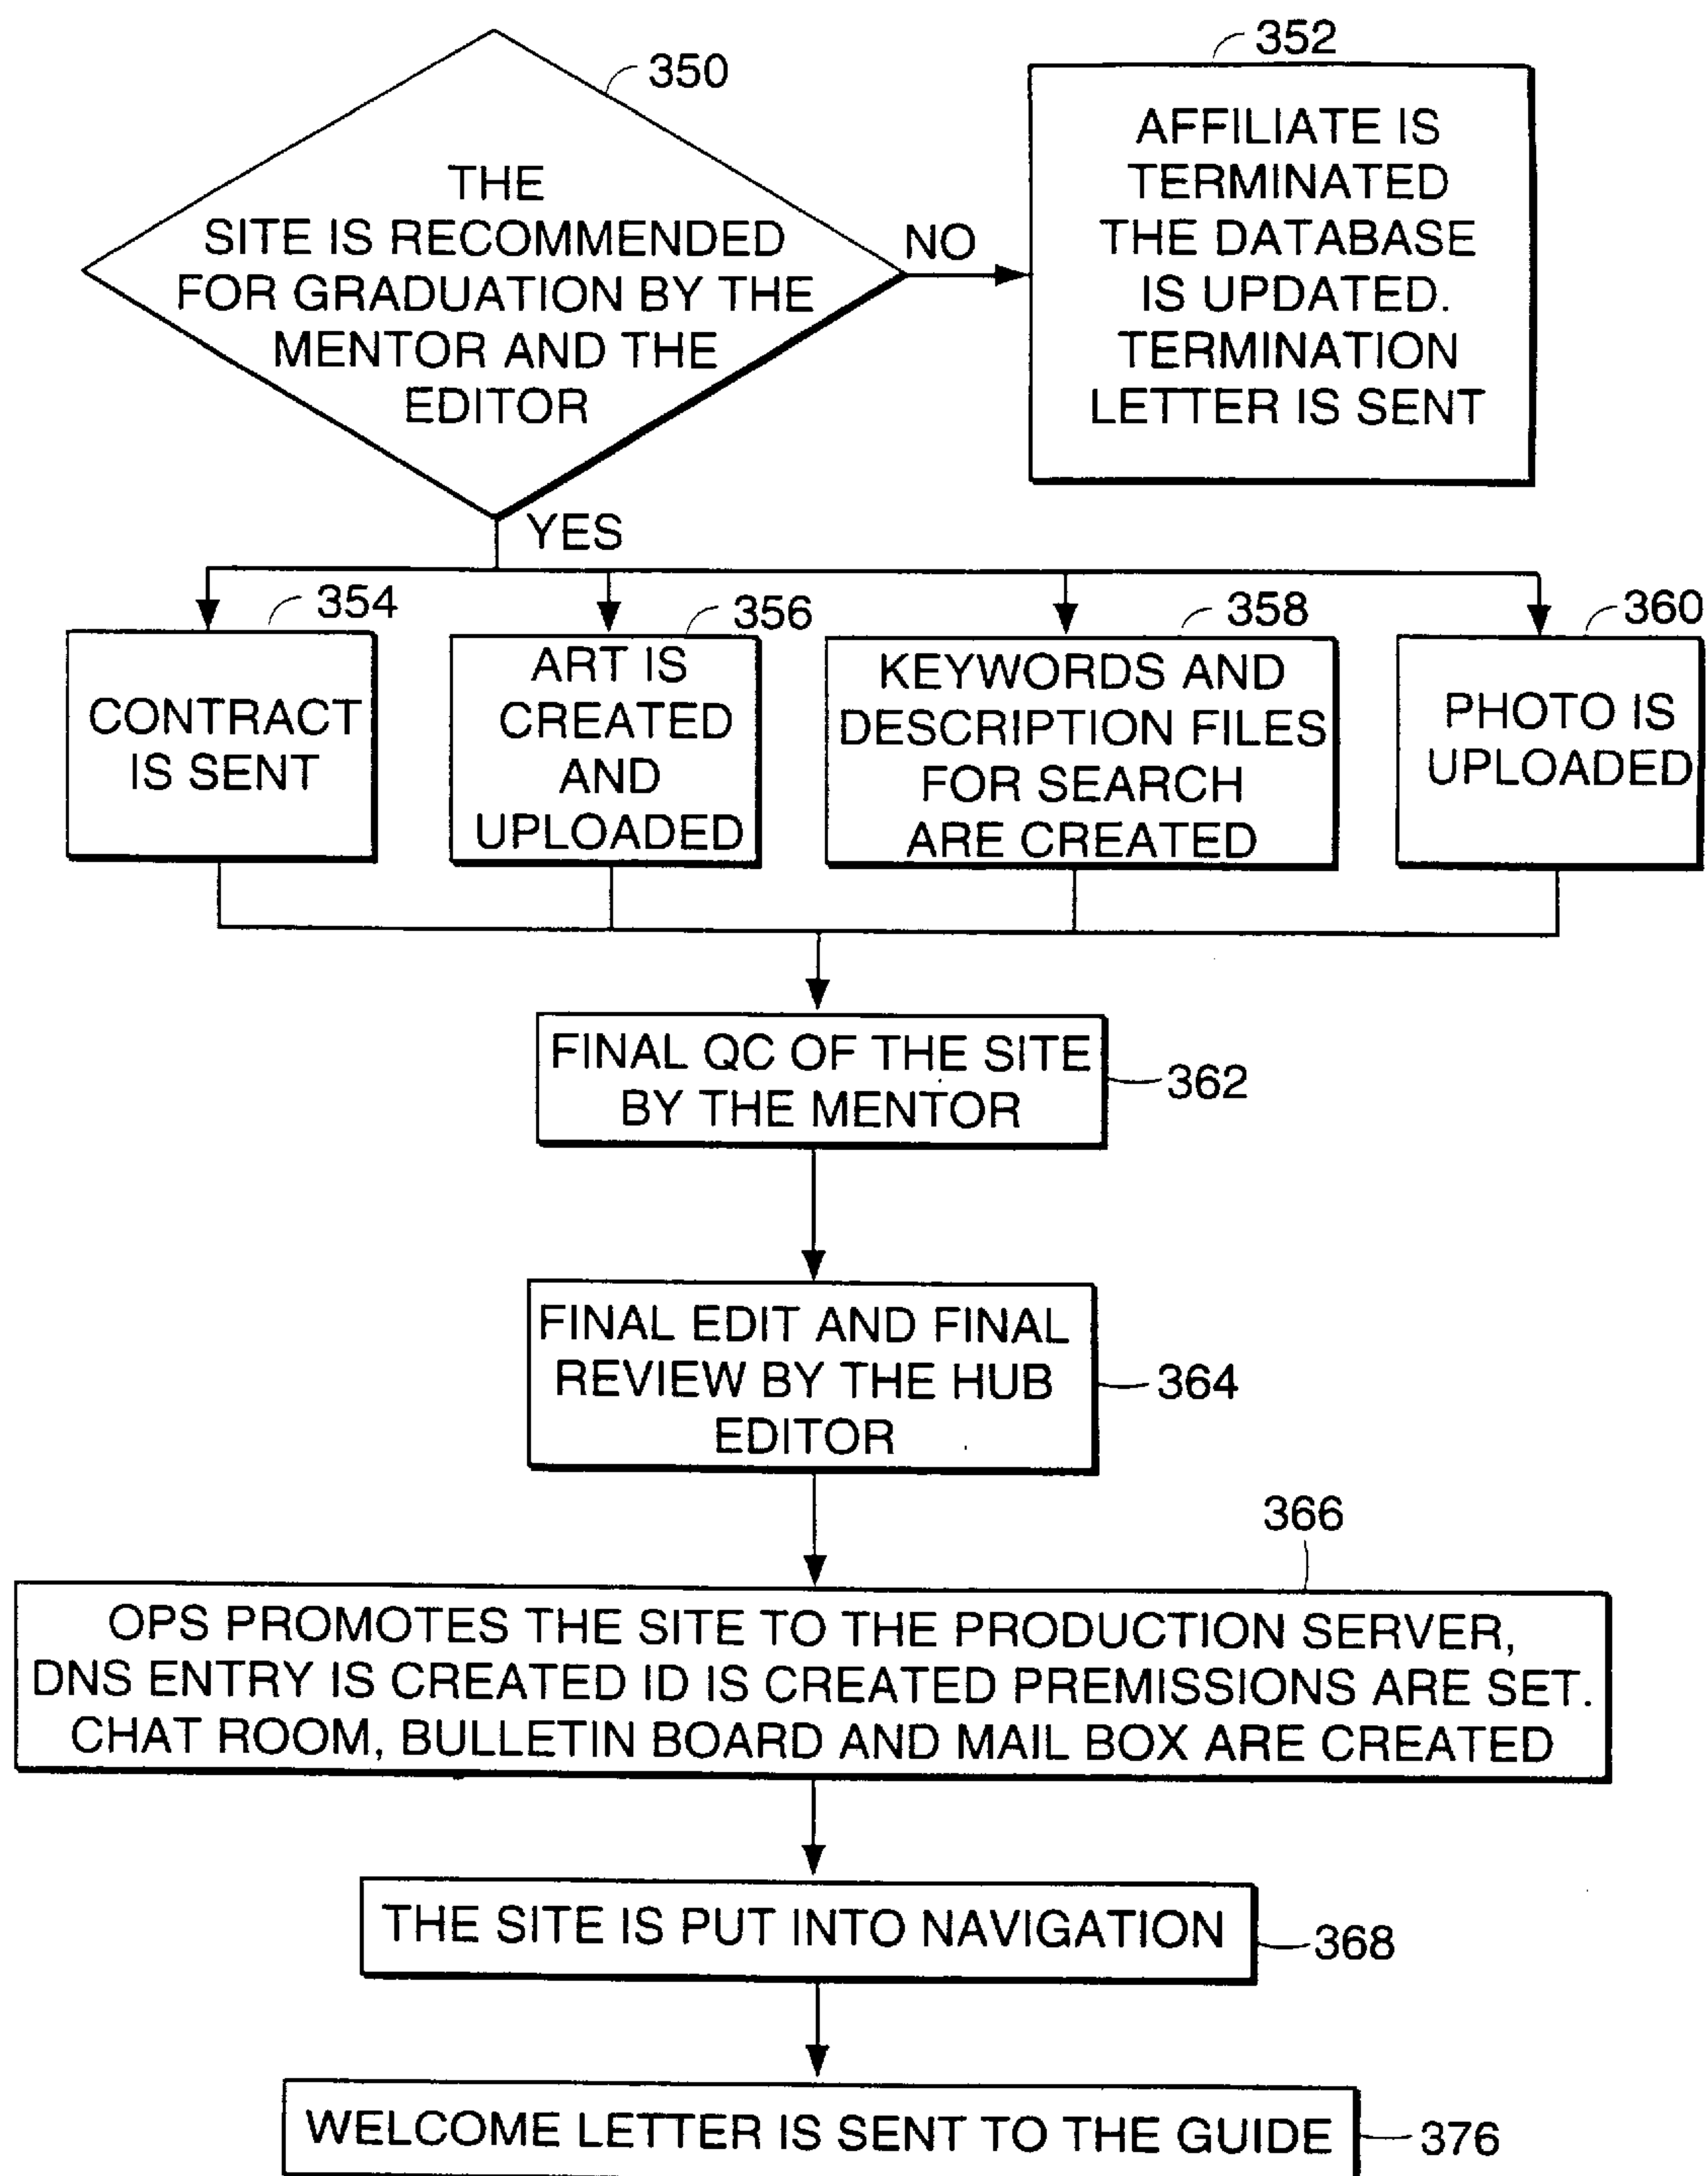 350
THE
SITE IS RECOMMENDED
FOR GRADUATION BY THE
MENTOR AND THE
EDITOR
NO
352
AFFILIATE IS
TERMINATED
THE DATABASE
IS UPDATED.
TERMINATION
LETTER IS SENT
YES
354
CONTRACT
IS SENT
356
ART IS
CREATED
AND
UPLOADED
358
KEYWORDS AND
DESCRIPTION FILES
FOR SEARCH
ARE CREATED
360
PHOTO IS
UPLOADED
FINAL QC OF THE SITE
BY THE MENTOR
362
FINAL EDIT AND FINAL
REVIEW BY THE HUB
EDITOR
364
366
OPS PROMOTES THE SITE TO THE PRODUCTION SERVER,
DNS ENTRY IS CREATED ID IS CREATED PREMISSIONS ARE SET.
CHAT ROOM, BULLETIN BOARD AND MAIL BOX ARE CREATED
THE SITE IS PUT INTO NAVIGATION
368
WELCOME LETTER IS SENT TO THE GUIDE
376